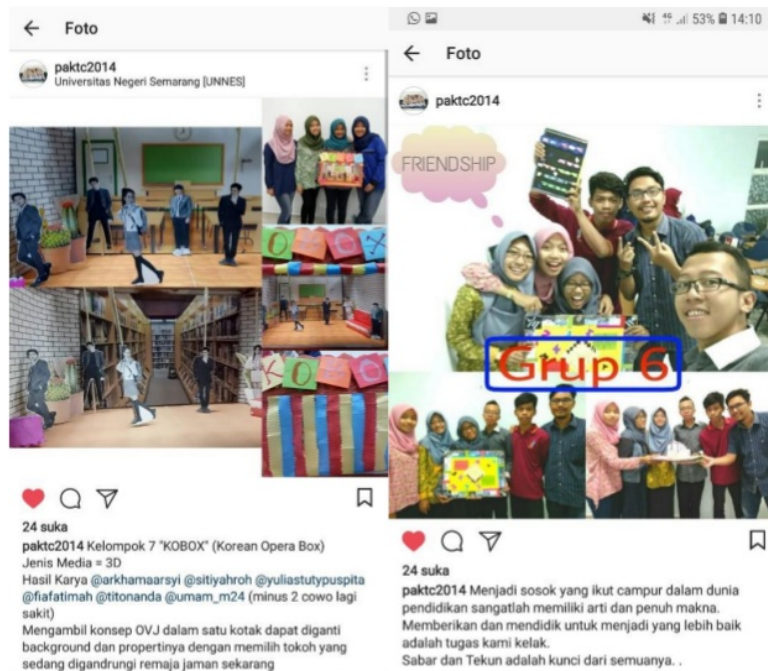 Foto
paktc2014
Universitas Negeri Semarang [UNNES]
KOBOX
24 suka
paktc2014 Kelompok 7 "KOBOX" (Korean Opera Box)
Jenis Media = 3D
Hasil Karya @arkhamaarsyi @sitiyahroh @yuliastutypuspita
@fiafatimah @titonanda @umam_m24 (minus 2 cowo lagi
sakit)
Mengambil konsep OVJ dalam satu kotak dapat diganti
background dan propertinya dengan memilih tokoh yang
sedang digandrungi remaja jaman sekarang
4G 53% 14:10
Foto
paktc2014
FRIENDSHIP
Grup 6
24 suka
paktc2014 Menjadi sosok yang ikut campur dalam dunia
pendidikan sangatlah memiliki arti dan penuh makna.
Memberikan dan mendidik untuk menjadi yang lebih baik
adalah tugas kami kelak.
Sabar dan Tekun adalah kunci dari semuanya. .